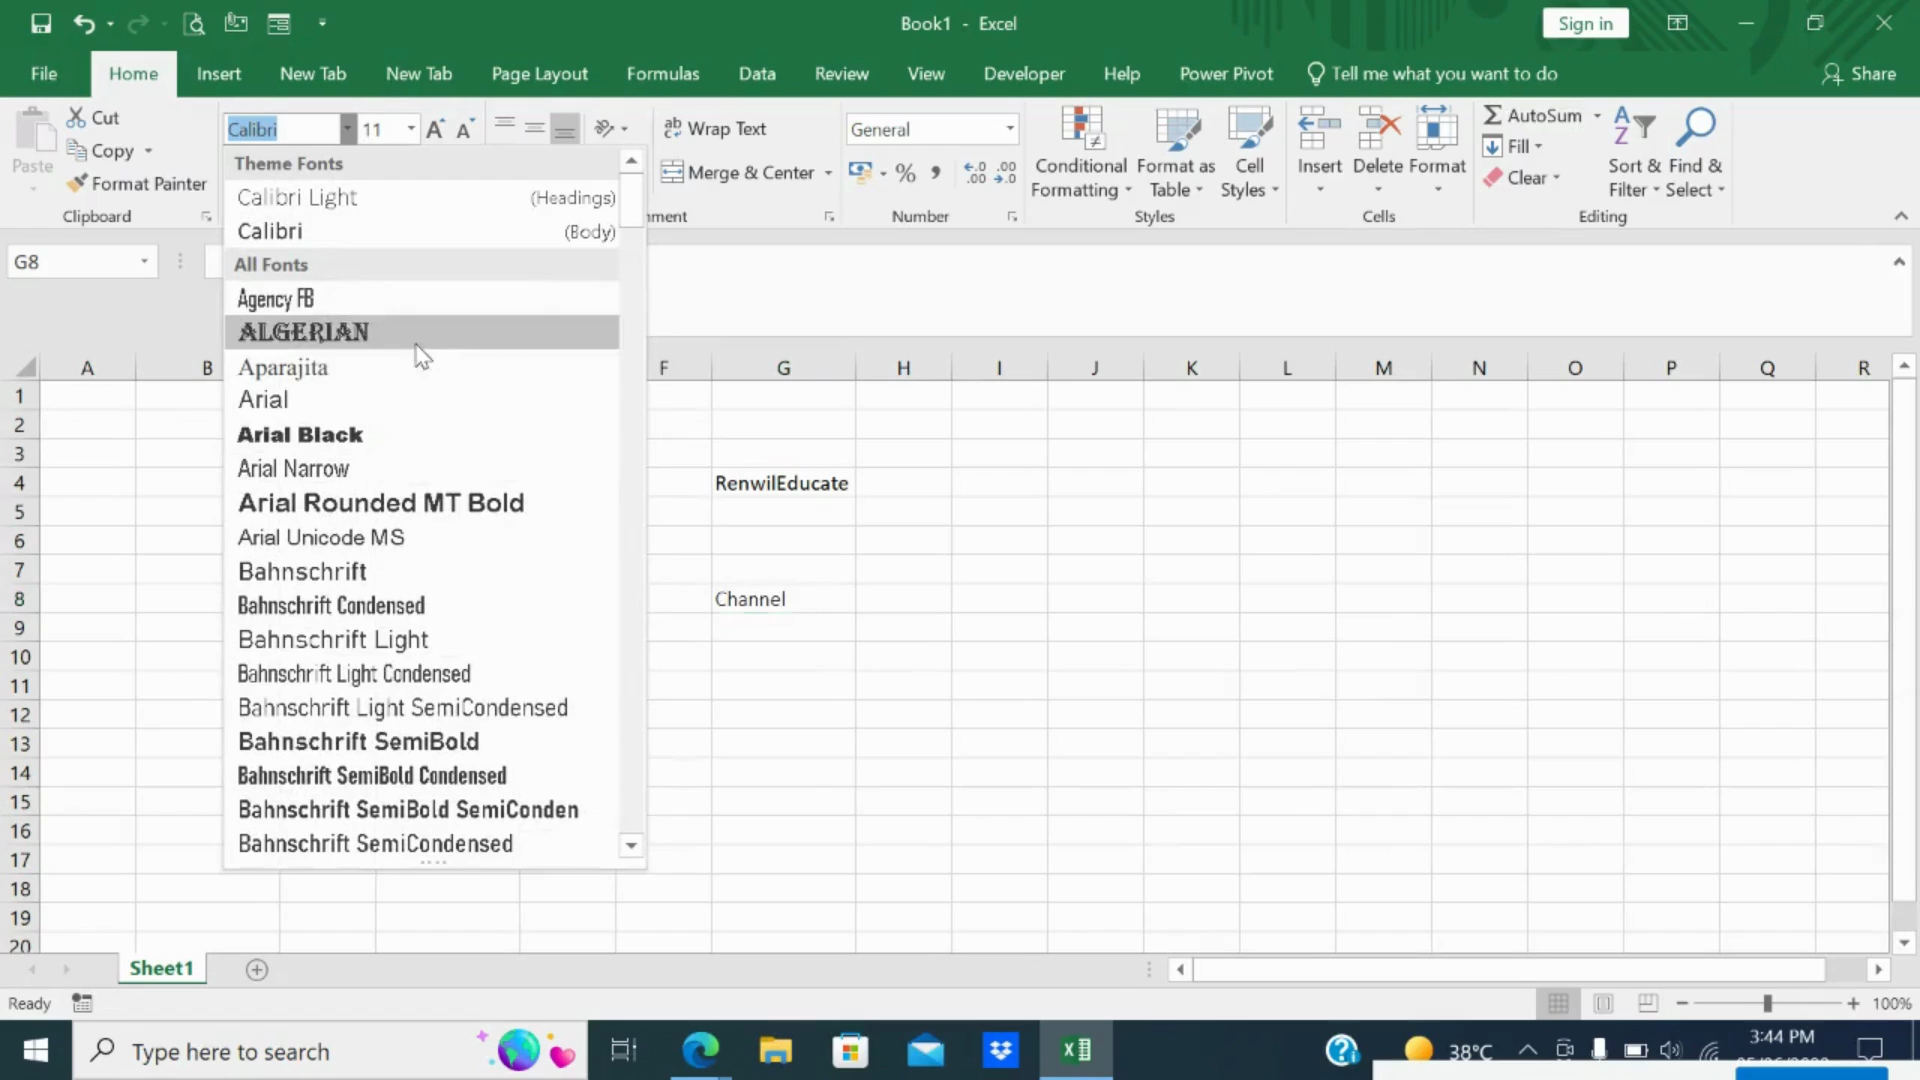 Book1 - Excel
Sign in
File
Home
Insert
New Tab
New Tab
Page Layout
Formulas
Data
Review
View
Developer
Help
Power Pivot
Tell me what you want to do
Share
Paste
Cut
Copy
Format Painter
Clipboard
Calibri
11
Wrap Text
Merge & Center
General
Number
Conditional
Formatting
Format as
Table
Cell
Styles
Styles
Insert
Delete
Format
Cells
AutoSum
Fill
Clear
Sort &
Filter
Find &
Select
Editing
Theme Fonts
Calibri Light (Headings)
Calibri (Body)
All Fonts
Agency FB
ALGERIAN
Aparajita
Arial
Arial Black
Arial Narrow
Arial Rounded MT Bold
Arial Unicode MS
Bahnschrift
Bahnschrift Condensed
Bahnschrift Light
Bahnschrift Light Condensed
Bahnschrift Light SemiCondensed
Bahnschrift SemiBold
Bahnschrift SemiBold Condensed
Bahnschrift SemiBold SemiConden
Bahnschrift SemiCondensed
G8
A B F G H I J K L M N O P Q R
1
2
3
4 RenwilEducate
5
6
7
8 Channel
9
10
11
12
13
14
15
16
17
18
19
20
Sheet1
Ready
100%
Type here to search
38°C
3:44 PM